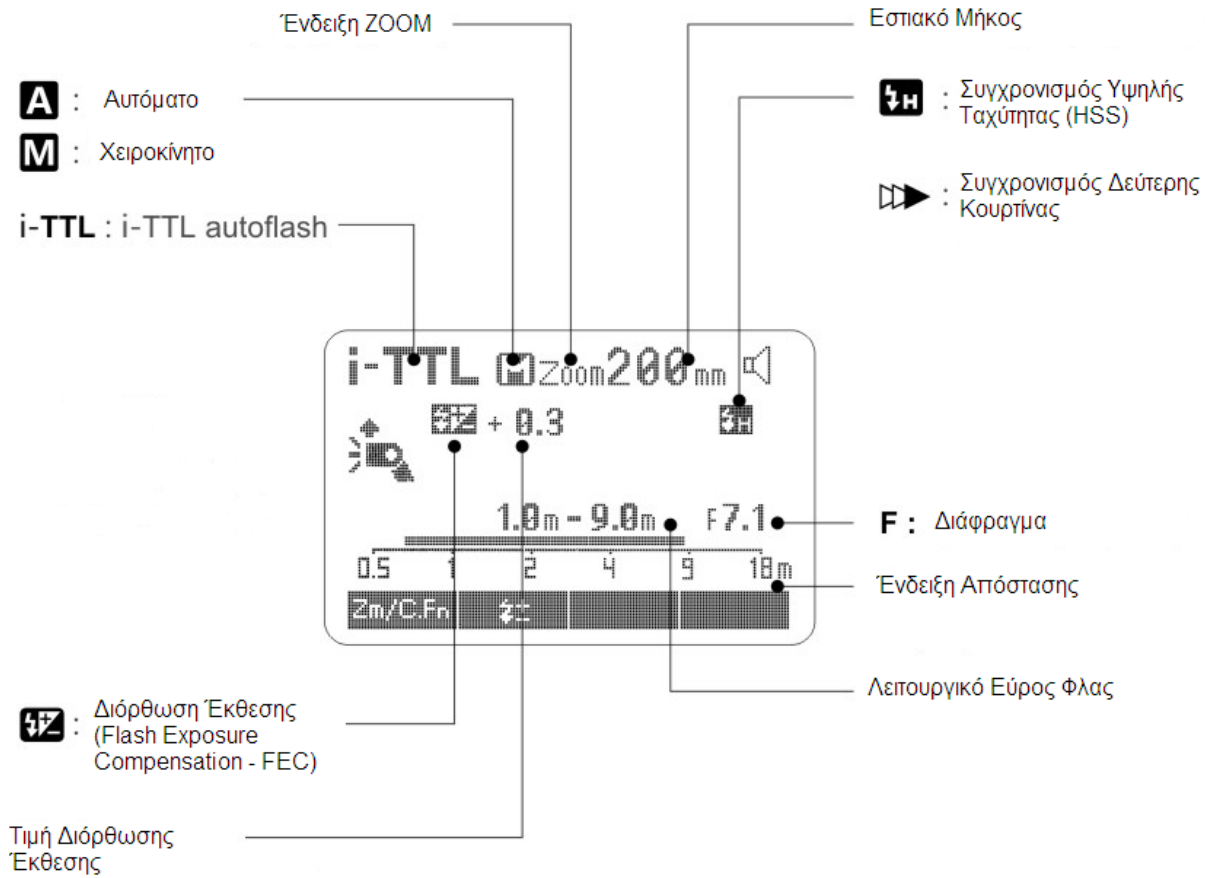 Ένδειξη ZOOM
Εστιακό Μήκος
A : Αυτόματο
M : Χειροκίνητο
H : Συγχρονισμός Υψηλής
Ταχύτητας (HSS)
: Συγχρονισμός Δεύτερης
Κουρτίνας
i-TTL : i-TTL autoflash
i-TTL M Zoom 200mm
+ 0.3 H
1.0m - 9.0m F7.1
0.5 1 2 4 9 18m
Zm/C.Fn
F : Διάφραγμα
Ένδειξη Απόστασης
Λειτουργικό Εύρος Φλας
: Διόρθωση Έκθεσης
(Flash Exposure
Compensation - FEC)
Τιμή Διόρθωσης
Έκθεσης